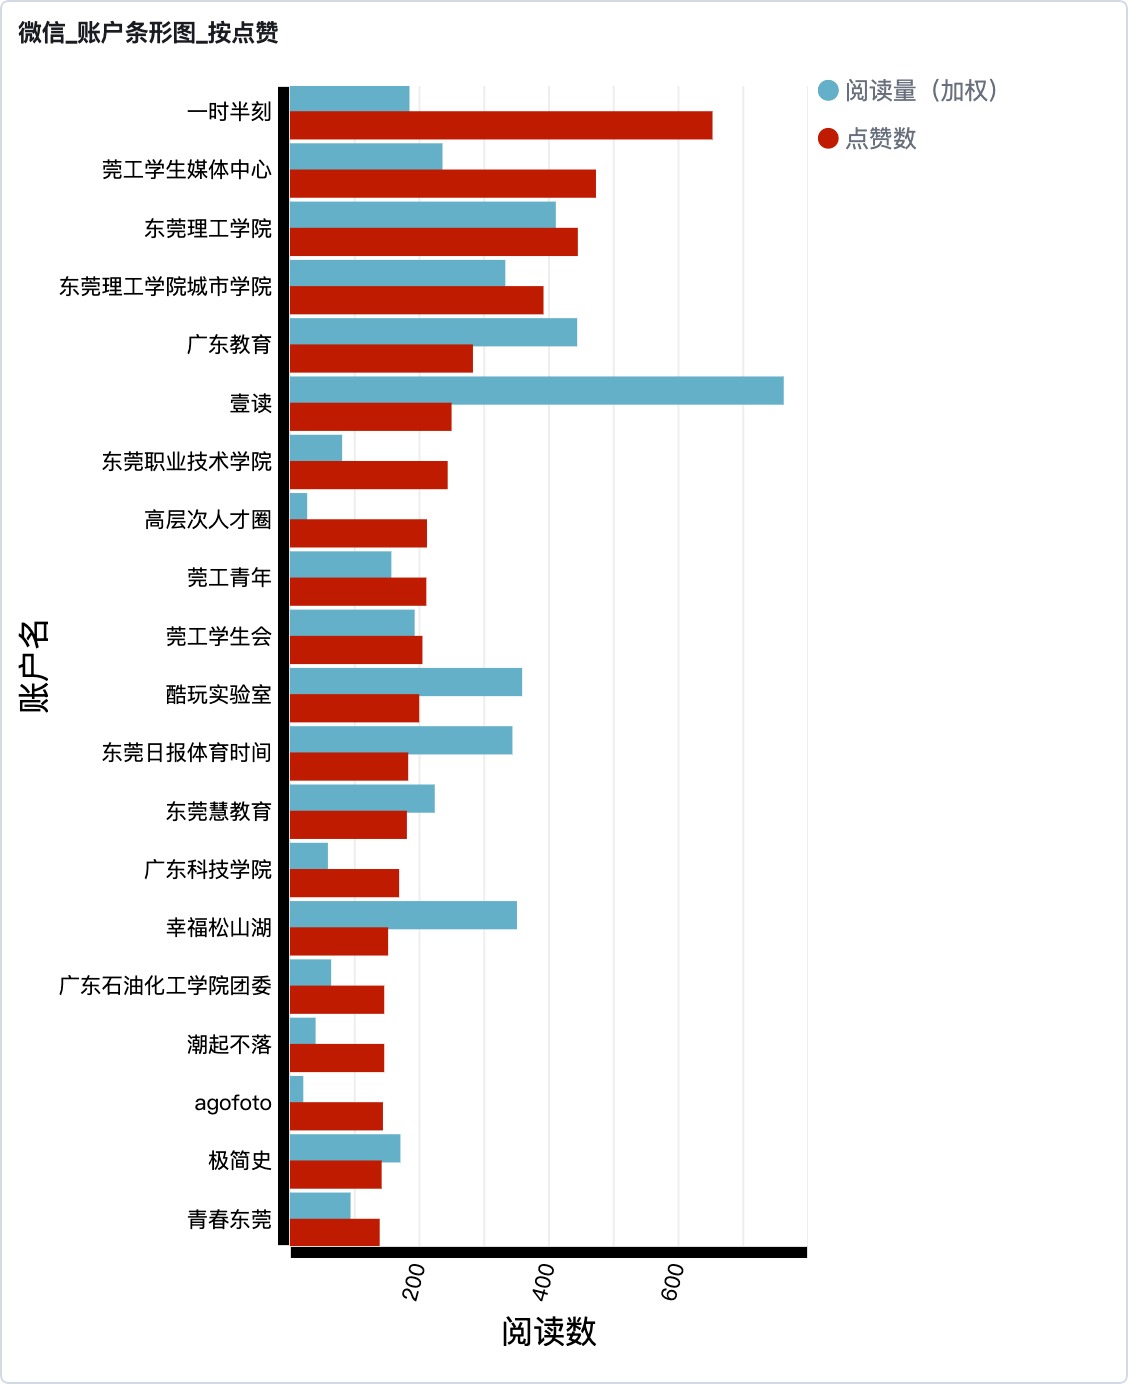 微信_账户条形图_按点赞
阅读量（加权）
点赞数
一时半刻
莞工学生媒体中心
东莞理工学院
东莞理工学院城市学院
广东教育
壹读
东莞职业技术学院
高层次人才圈
莞工青年
莞工学生会
酷玩实验室
东莞日报体育时间
东莞慧教育
广东科技学院
幸福松山湖
广东石油化工学院团委
潮起不落
agofoto
极简史
青春东莞
账户名
200
400
600
阅读数